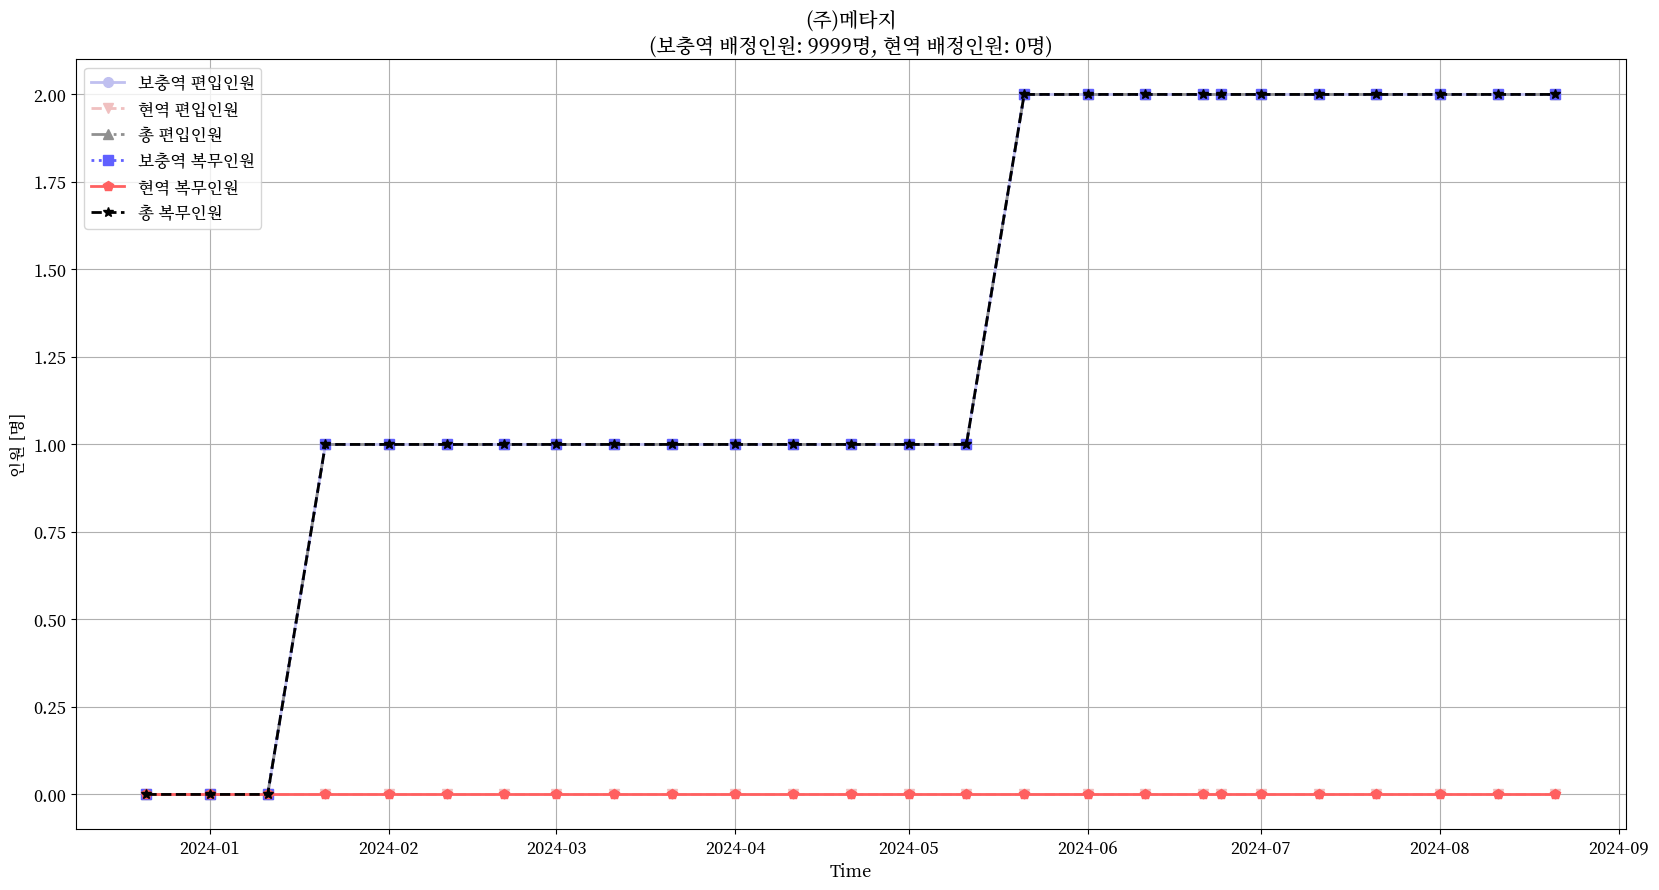 (주)메타지
(보충역 배정인원: 9999명, 현역 배정인원: 0명)
보충역 편입인원
현역 편입인원
총 편입인원
보충역 복무인원
현역 복무인원
총 복무인원
2.00
1.75
1.50
1.25
1.00
0.75
0.50
0.25
0.00
인원 [명]
2024-01 2024-02 2024-03 2024-04 2024-05 2024-06 2024-07 2024-08 2024-09
Time